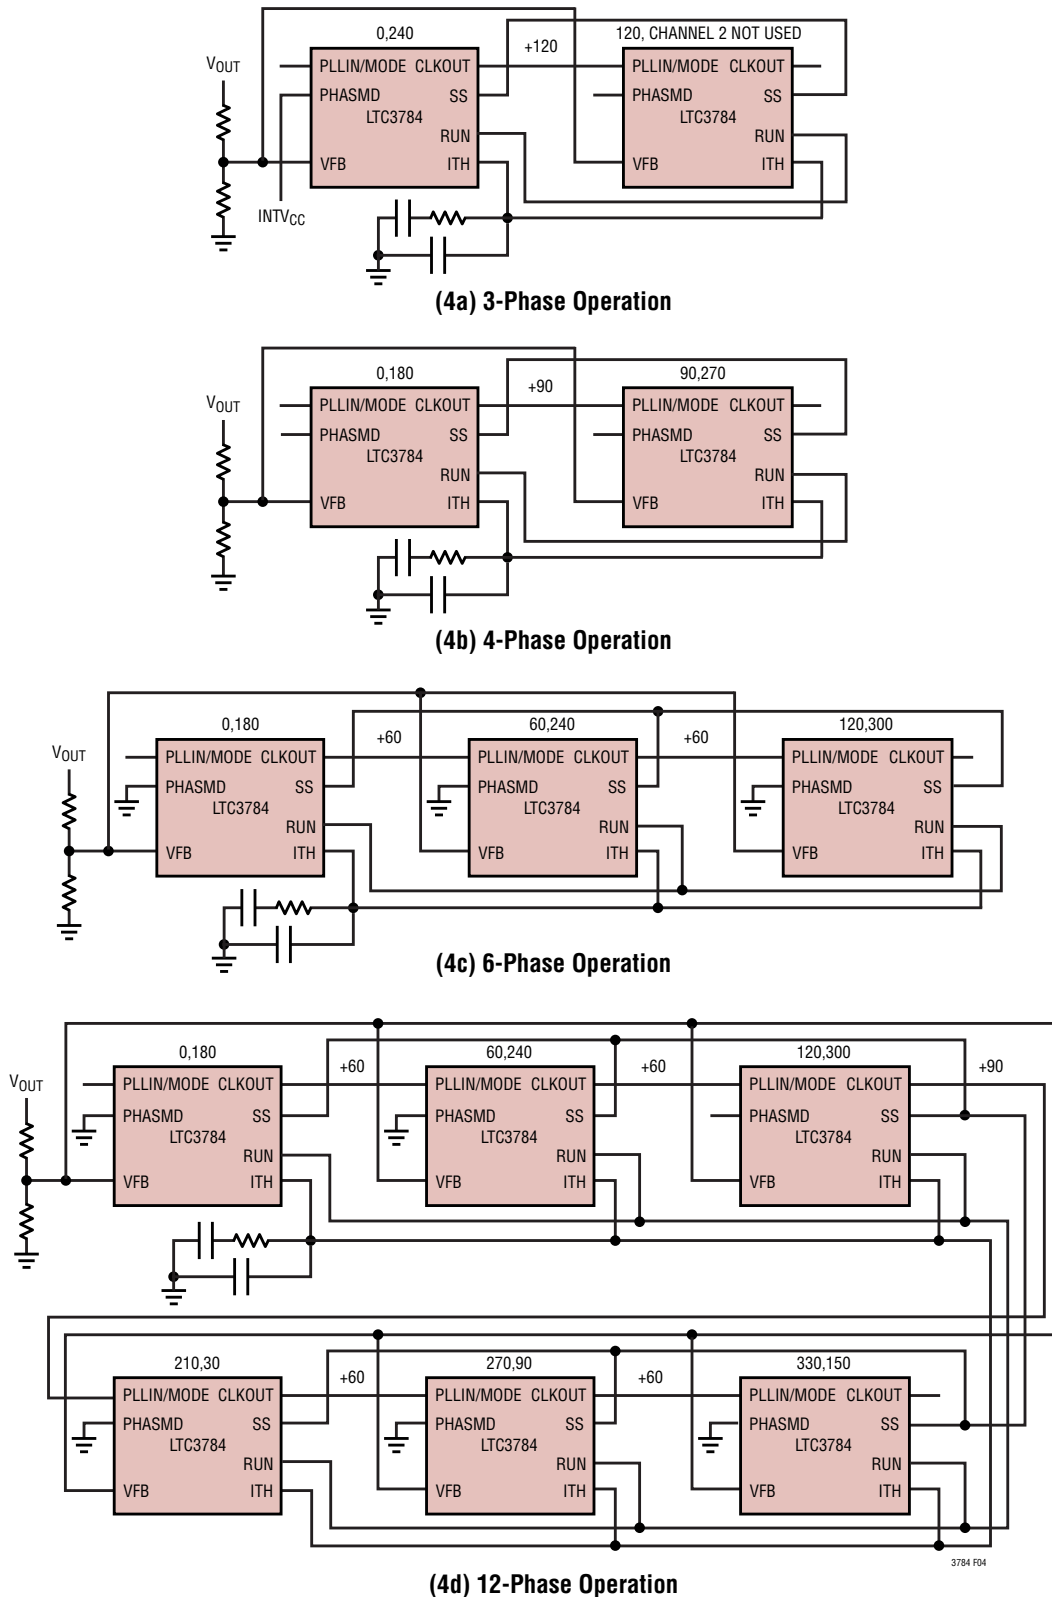 0,240
120, CHANNEL 2 NOT USED
+120
VOUT
PLLIN/MODE CLKOUT
PHASMD SS
LTC3784
RUN
VFB ITH
PLLIN/MODE CLKOUT
PHASMD SS
LTC3784
RUN
VFB ITH
INTVCC
(4a) 3-Phase Operation
0,180
90,270
+90
VOUT
PLLIN/MODE CLKOUT
PHASMD SS
LTC3784
RUN
VFB ITH
PLLIN/MODE CLKOUT
PHASMD SS
LTC3784
RUN
VFB ITH
(4b) 4-Phase Operation
0,180
60,240
120,300
+60
+60
VOUT
PLLIN/MODE CLKOUT
PHASMD SS
LTC3784
RUN
VFB ITH
PLLIN/MODE CLKOUT
PHASMD SS
LTC3784
RUN
VFB ITH
PLLIN/MODE CLKOUT
PHASMD SS
LTC3784
RUN
VFB ITH
(4c) 6-Phase Operation
0,180
60,240
120,300
+60
+60
+90
VOUT
PLLIN/MODE CLKOUT
PHASMD SS
LTC3784
RUN
VFB ITH
PLLIN/MODE CLKOUT
PHASMD SS
LTC3784
RUN
VFB ITH
PLLIN/MODE CLKOUT
PHASMD SS
LTC3784
RUN
VFB ITH
210,30
270,90
330,150
+60
+60
PLLIN/MODE CLKOUT
PHASMD SS
LTC3784
RUN
VFB ITH
PLLIN/MODE CLKOUT
PHASMD SS
LTC3784
RUN
VFB ITH
PLLIN/MODE CLKOUT
PHASMD SS
LTC3784
RUN
VFB ITH
3784 F04
(4d) 12-Phase Operation